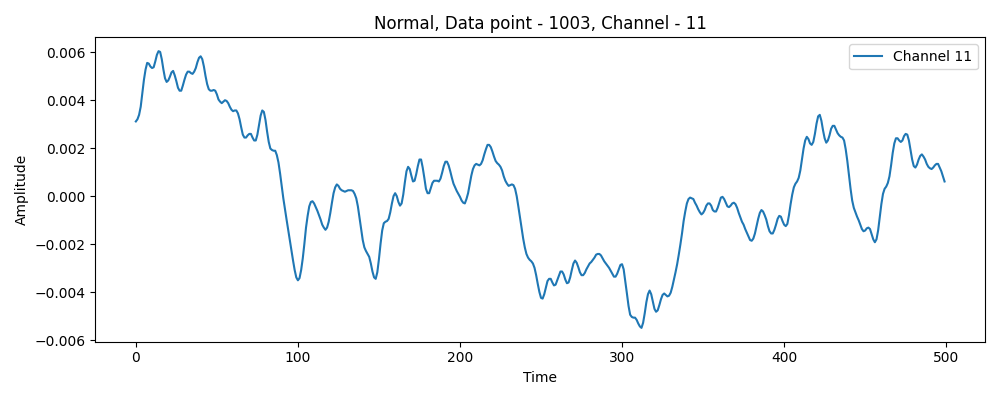 Normal, Data point - 1003, Channel - 11
Channel 11
0.006
0.004
0.002
0.000
−0.002
−0.004
−0.006
Amplitude
0 100 200 300 400 500
Time